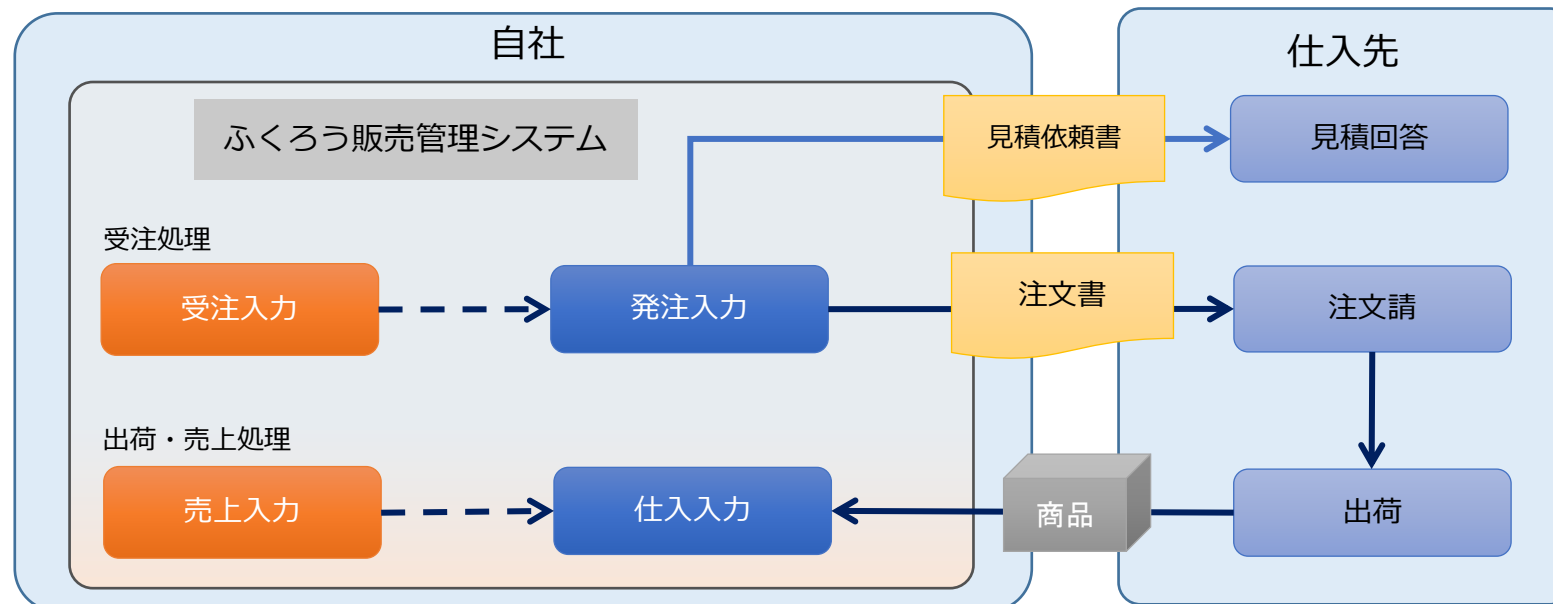 自社
仕入先
ふくろう販売管理システム
見積依頼書
見積回答
受注処理
受注入力
発注入力
注文書
注文請
出荷・売上処理
売上入力
仕入入力
商品
出荷